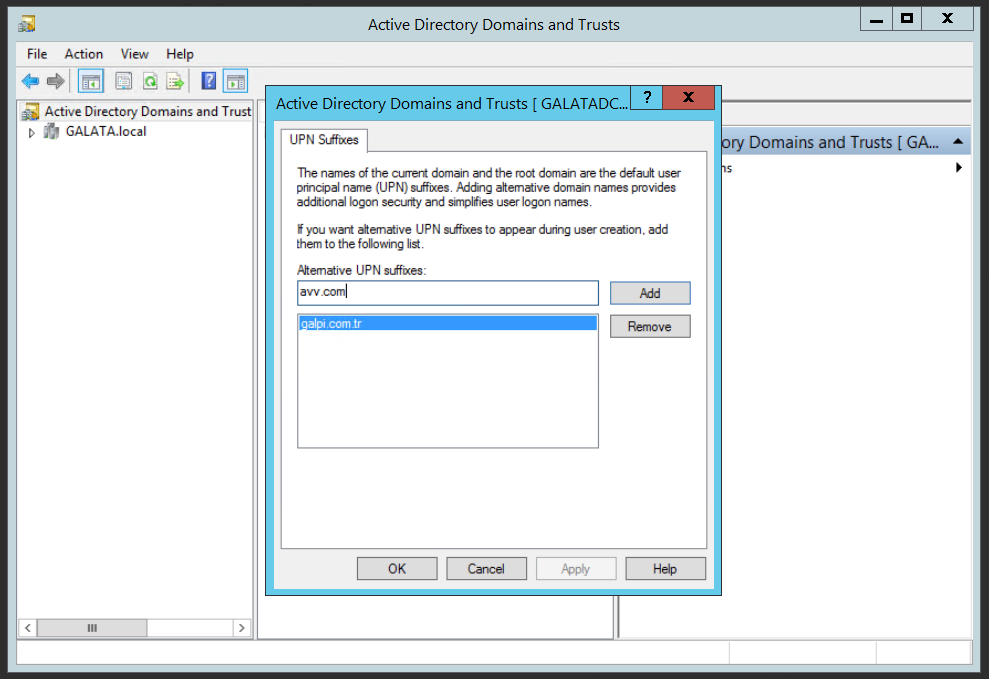 Active Directory Domains and Trusts
File Action View Help
Active Directory Domains and Trust
GALATA.local
Active Directory Domains and Trusts [ GALATADC...
UPN Suffixes
The names of the current domain and the root domain are the default user
principal name (UPN) suffixes. Adding alternative domain names provides
additional logon security and simplifies user logon names.
If you want alternative UPN suffixes to appear during user creation, add
them to the following list.
Alternative UPN suffixes:
avv.com
Add
galpi.com.tr
Remove
OK Cancel Apply Help
ory Domains and Trusts [ GA...
ns